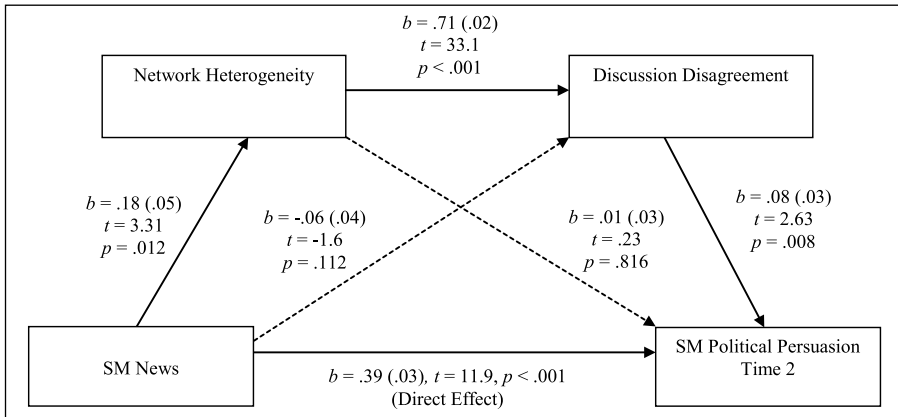 b = .71 (.02)
t = 33.1
p < .001
Network Heterogeneity
Discussion Disagreement
b = .18 (.05)
t = 3.31
p = .012
b = -.06 (.04)
t = -1.6
p = .112
b = .01 (.03)
t = .23
p = .816
b = .08 (.03)
t = 2.63
p = .008
SM News
SM Political Persuasion
Time 2
b = .39 (.03), t = 11.9, p < .001
(Direct Effect)